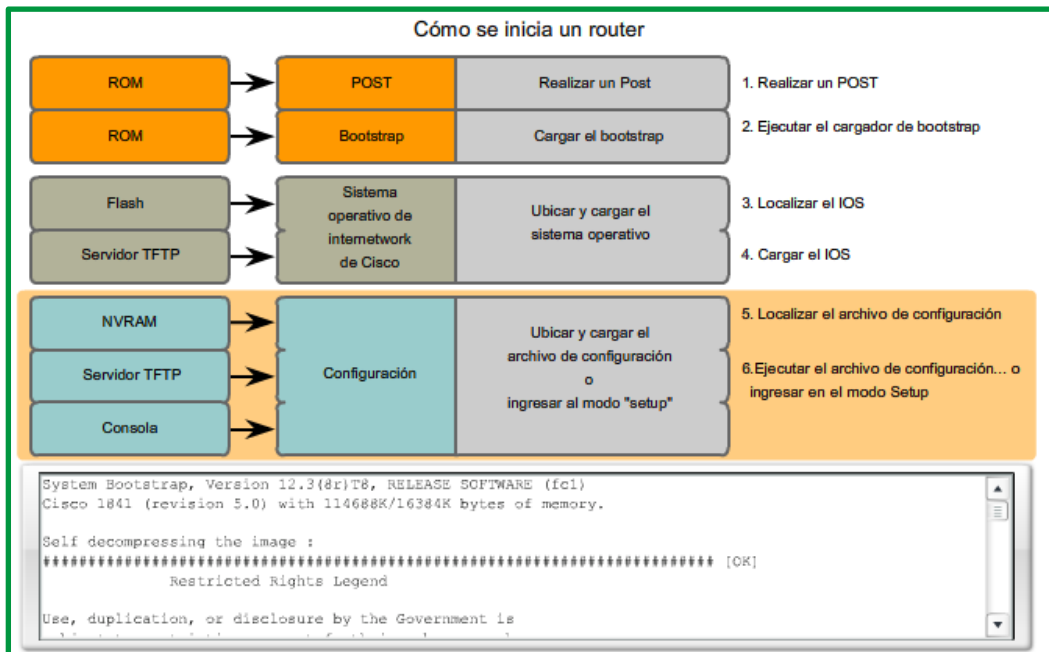 Cómo se inicia un router
ROM
POST
Realizar un Post
1. Realizar un POST
ROM
Bootstrap
Cargar el bootstrap
2. Ejecutar el cargador de bootstrap
Flash
Servidor TFTP
Sistema
operativo de
internetwork
de Cisco
Ubicar y cargar el
sistema operativo
3. Localizar el IOS
4. Cargar el IOS
NVRAM
Servidor TFTP
Consola
Configuración
Ubicar y cargar el
archivo de configuración
o
ingresar al modo "setup"
5. Localizar el archivo de configuración
6.Ejecutar el archivo de configuración... o
ingresar en el modo Setup
System Bootstrap, Version 12.3(8r)T8, RELEASE SOFTWARE (fc1)
Cisco 1841 (revision 5.0) with 114688K/16384K bytes of memory.
Self decompressing the image :
########################################################################## [OK]
Restricted Rights Legend
Use, duplication, or disclosure by the Government is